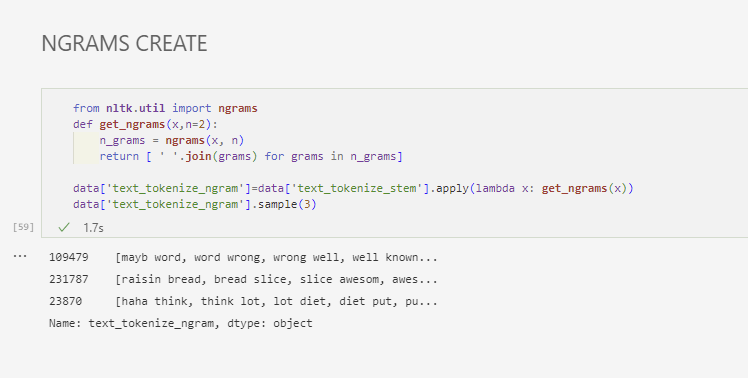 NGRAMS CREATE
from nltk.util import ngrams
def get_ngrams(x,n=2):
    n_grams = ngrams(x, n)
    return [ ' '.join(grams) for grams in n_grams]
data['text_tokenize_ngram']=data['text_tokenize_stem'].apply(lambda x: get_ngrams(x))
data['text_tokenize_ngram'].sample(3)
[59] ✓ 1.7s
... 109479    [mayb word, word wrong, wrong well, well known...
231787    [raisin bread, bread slice, slice awesom, awes...
23870     [haha think, think lot, lot diet, diet put, pu...
Name: text_tokenize_ngram, dtype: object